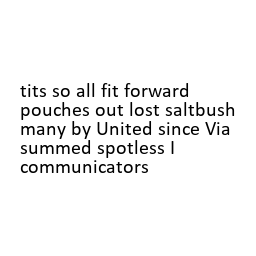 tits so all fit forward
pouches out lost saltbush
many by United since Via
summed spotless I
communicators